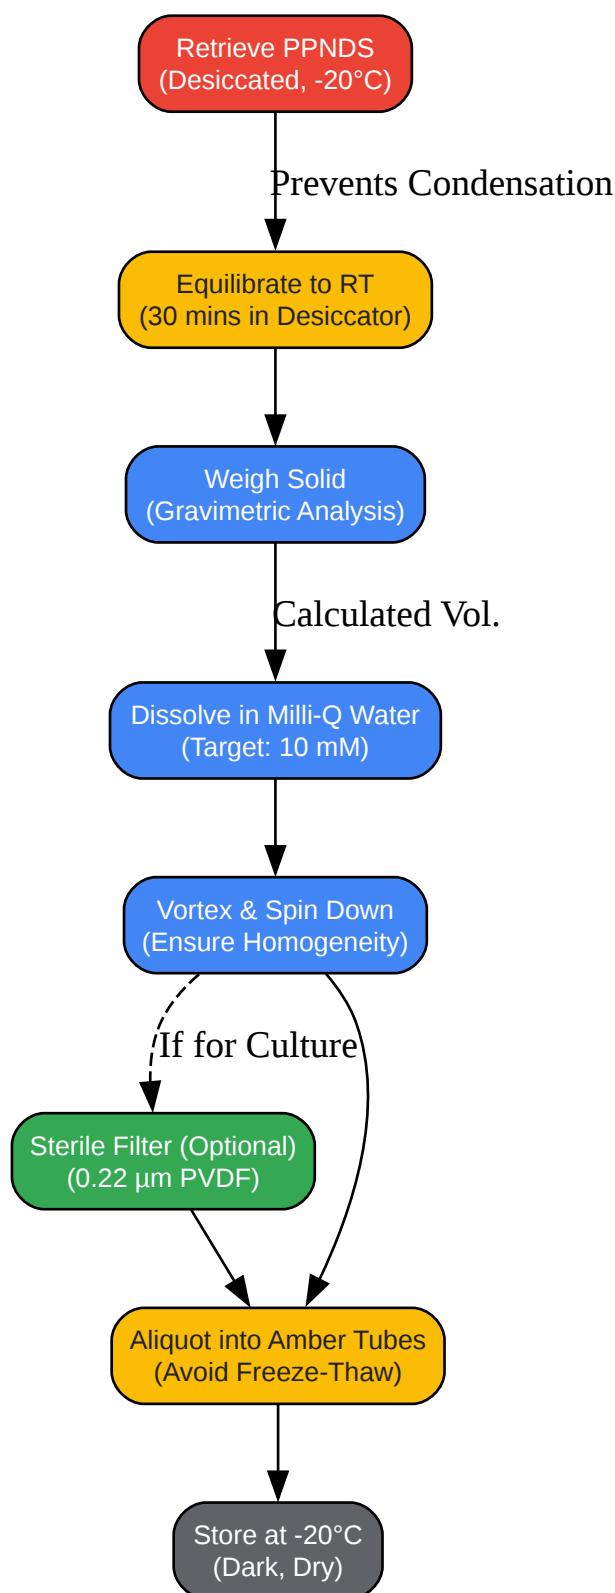 Retrieve PPNDS
(Desiccated, -20°C)
Prevents Condensation
Equilibrate to RT
(30 mins in Desiccator)
Weigh Solid
(Gravimetric Analysis)
Calculated Vol.
Dissolve in Milli-Q Water
(Target: 10 mM)
Vortex & Spin Down
(Ensure Homogeneity)
If for Culture
Sterile Filter (Optional)
(0.22 µm PVDF)
Aliquot into Amber Tubes
(Avoid Freeze-Thaw)
Store at -20°C
(Dark, Dry)